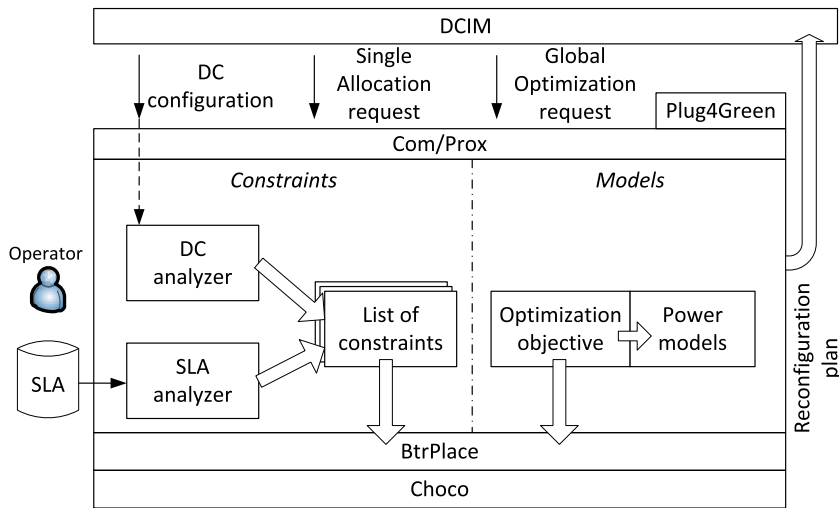 DCIM
DC
configuration
Single
Allocation
request
Global
Optimization
request
Plug4Green
Com/Prox
Constraints
Models
Operator
DC
analyzer
List of
constraints
Optimization
objective
Power
models
SLA
SLA
analyzer
Reconfiguration
plan
BtrPlace
Choco